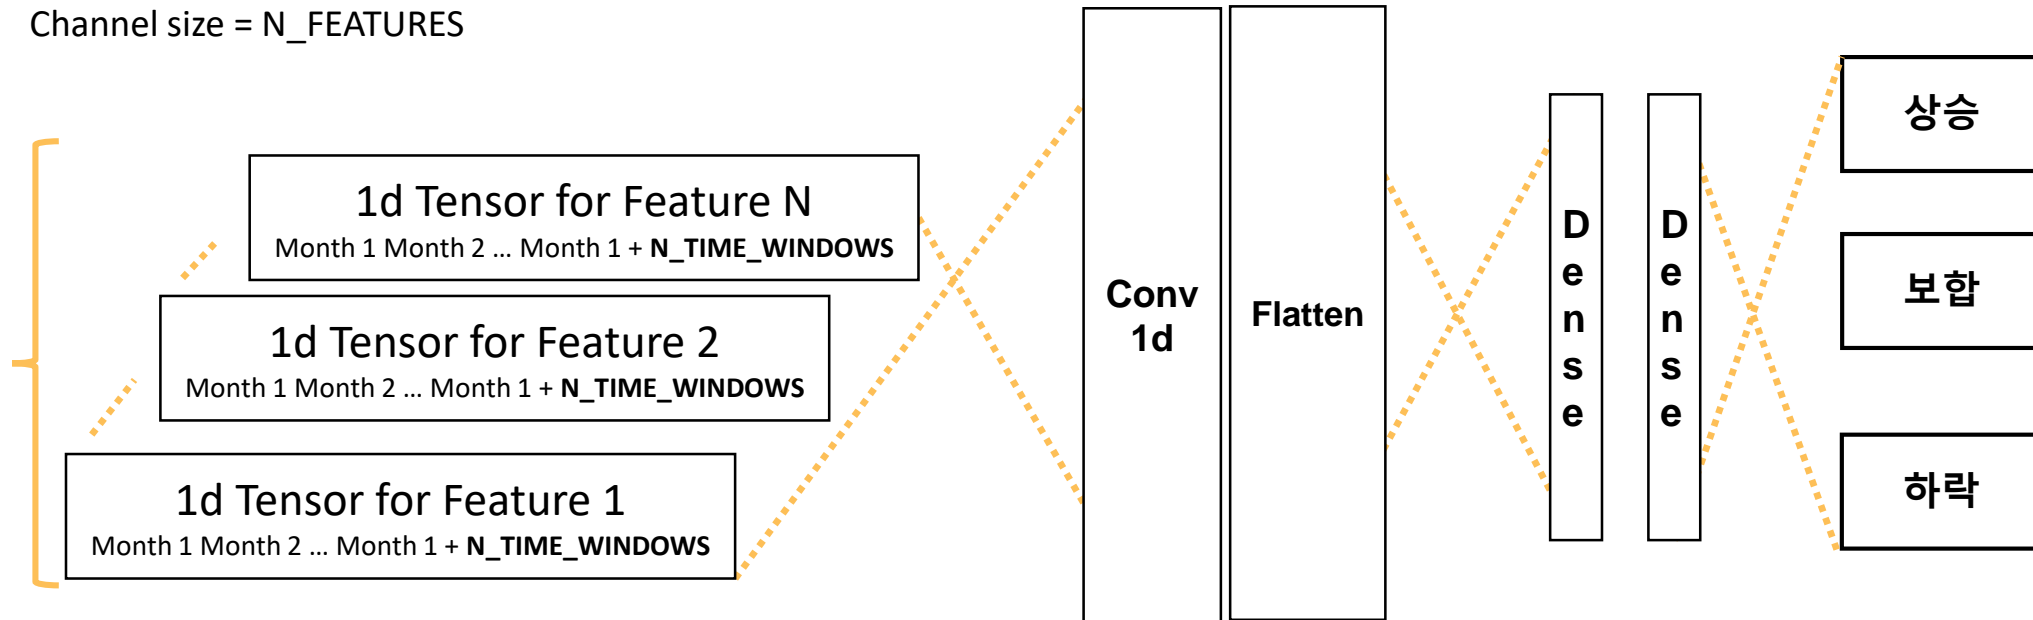 Channel size = N_FEATURES
1d Tensor for Feature N
Month 1 Month 2 ... Month 1 + N_TIME_WINDOWS
1d Tensor for Feature 2
Month 1 Month 2 ... Month 1 + N_TIME_WINDOWS
1d Tensor for Feature 1
Month 1 Month 2 ... Month 1 + N_TIME_WINDOWS
Conv
1d
Flatten
Dense
Dense
상승
보합
하락